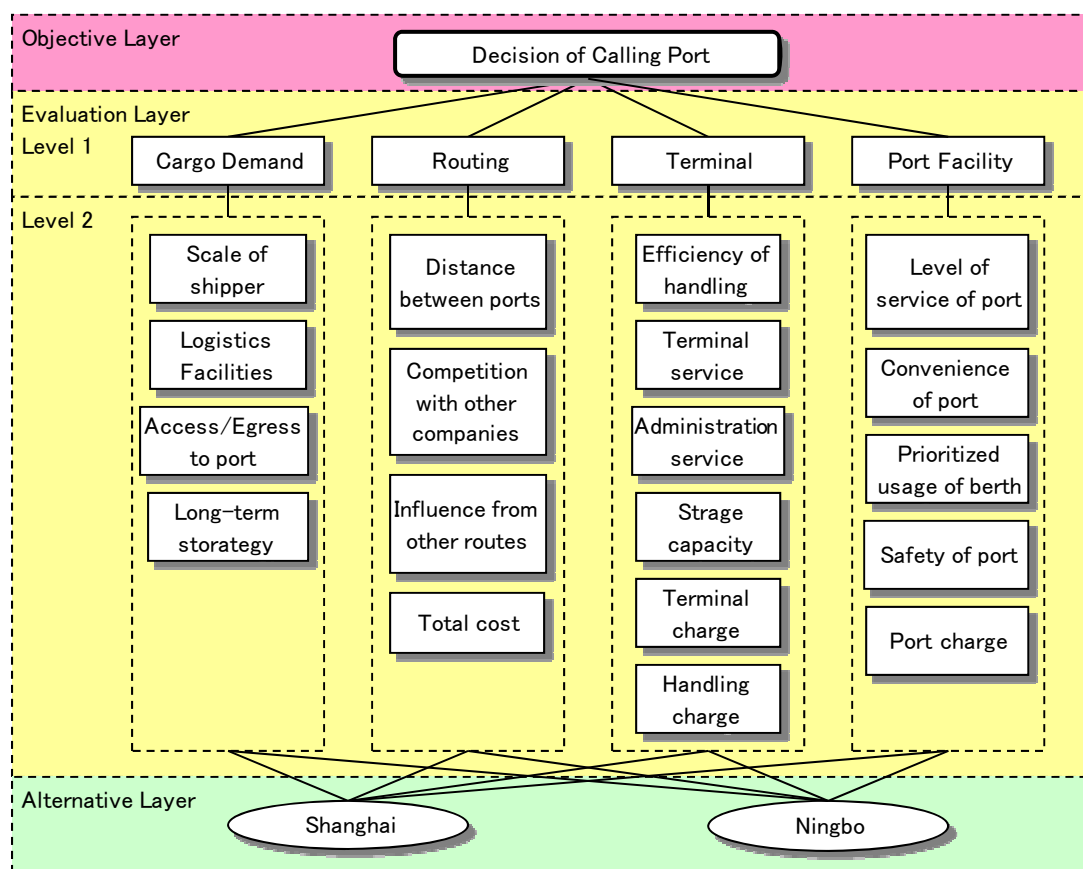 Objective Layer
Decision of Calling Port
Evaluation Layer
Level 1
Cargo Demand
Routing
Terminal
Port Facility
Level 2
Scale of
shipper
Logistics
Facilities
Access/Egress
to port
Long-term
storategy
Distance
between ports
Competition
with other
companies
Influence from
other routes
Total cost
Efficiency of
handling
Terminal
service
Administration
service
Strage
capacity
Terminal
charge
Handling
charge
Level of
service of port
Convenience
of port
Prioritized
usage of berth
Safety of port
Port charge
Alternative Layer
Shanghai
Ningbo